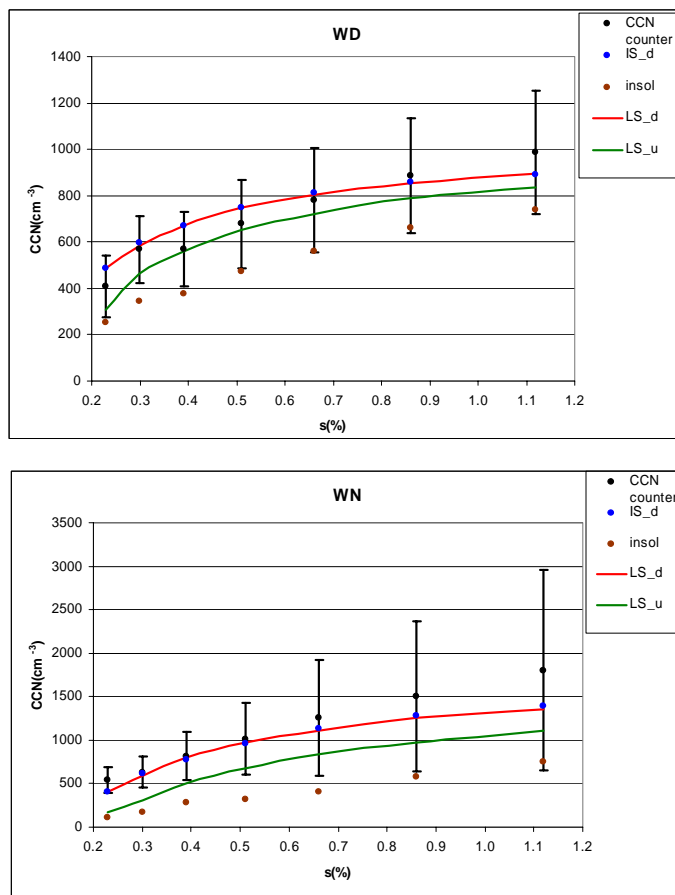 WD
1400
1200
1000
800
600
400
200
0
CCN(cm⁻³)
0.2 0.3 0.4 0.5 0.6 0.7 0.8 0.9 1.0 1.1 1.2
s(%)
CCN
counter
IS_d
insol
LS_d
LS_u
WN
3500
3000
2500
2000
1500
1000
500
0
CCN(cm⁻³)
0.2 0.3 0.4 0.5 0.6 0.7 0.8 0.9 1.0 1.1 1.2
s(%)
CCN
counter
IS_d
insol
LS_d
LS_u